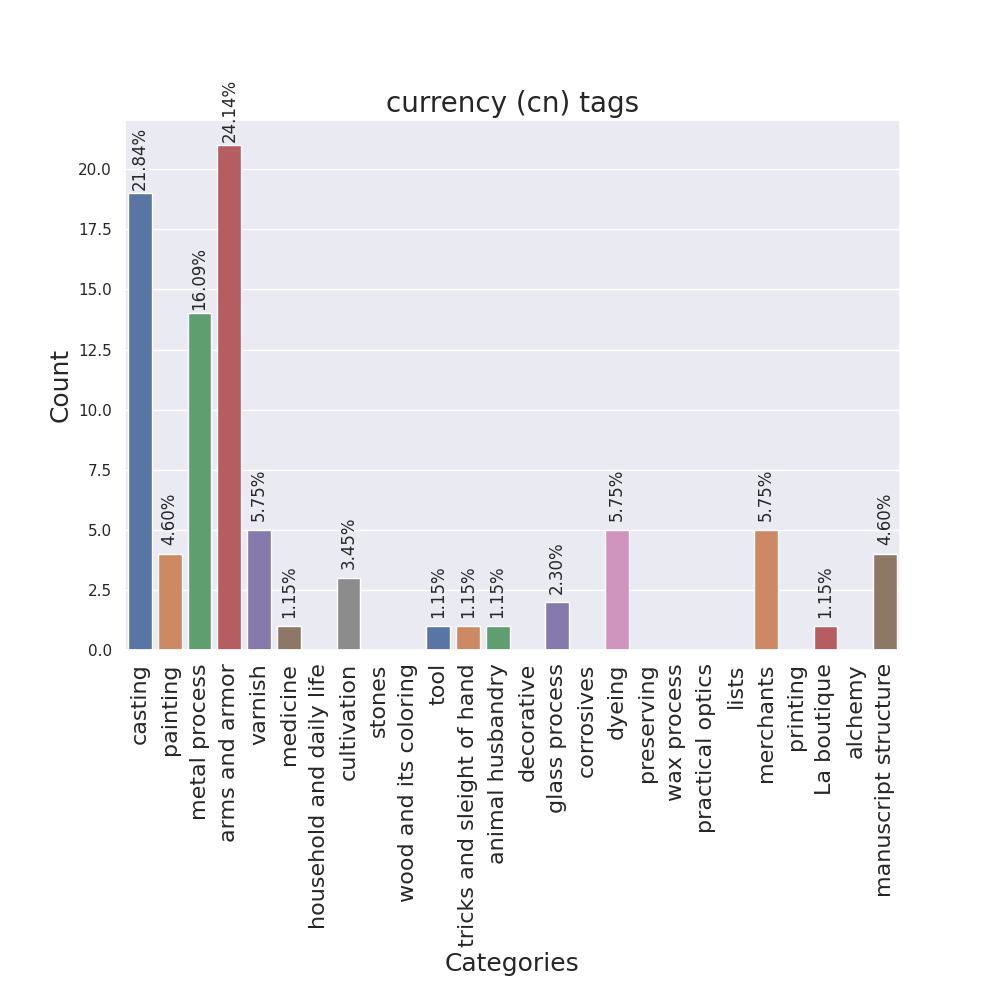 currency (cn) tags
Count
20.0
17.5
15.0
12.5
10.0
7.5
5.0
2.5
0.0
21.84%
4.60%
16.09%
24.14%
5.75%
1.15%
3.45%
1.15%
1.15%
1.15%
2.30%
5.75%
5.75%
1.15%
4.60%
casting
painting
metal process
arms and armor
varnish
medicine
household and daily life
cultivation
stones
wood and its coloring
tool
tricks and sleight of hand
animal husbandry
decorative
glass process
corrosives
dyeing
preserving
wax process
practical optics
lists
merchants
printing
La boutique
alchemy
manuscript structure
Categories